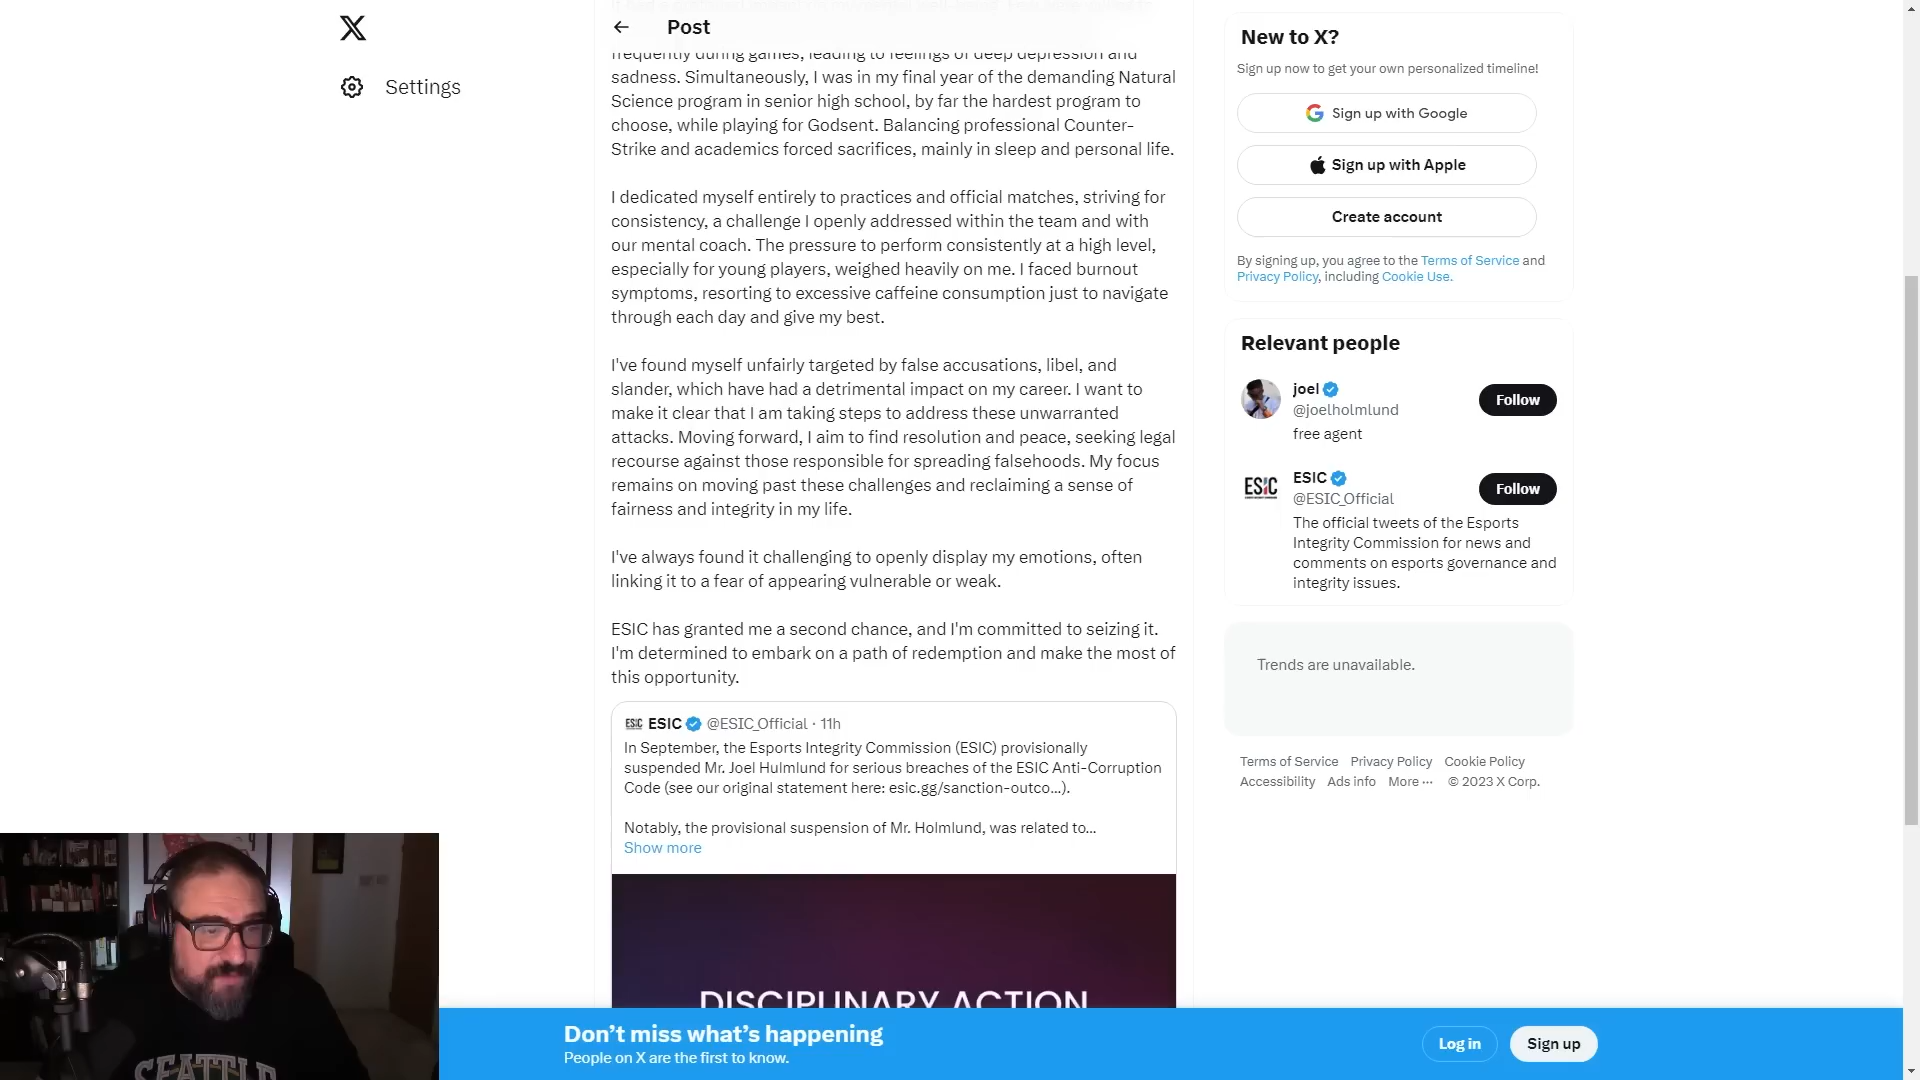 Settings
Post
frequently during games, leading to feelings of deep depression and
sadness. Simultaneously, I was in my final year of the demanding Natural
Science program in senior high school, by far the hardest program to
choose, while playing for Godsent. Balancing professional Counter-
Strike and academics forced sacrifices, mainly in sleep and personal life.
I dedicated myself entirely to practices and official matches, striving for
consistency, a challenge I openly addressed within the team and with
our mental coach. The pressure to perform consistently at a high level,
especially for young players, weighed heavily on me. I faced burnout
symptoms, resorting to excessive caffeine consumption just to navigate
through each day and give my best.
I've found myself unfairly targeted by false accusations, libel, and
slander, which have had a detrimental impact on my career. I want to
make it clear that I am taking steps to address these unwarranted
attacks. Moving forward, I aim to find resolution and peace, seeking legal
recourse against those responsible for spreading falsehoods. My focus
remains on moving past these challenges and reclaiming a sense of
fairness and integrity in my life.
I've always found it challenging to openly display my emotions, often
linking it to a fear of appearing vulnerable or weak.
ESIC has granted me a second chance, and I'm committed to seizing it.
I'm determined to embark on a path of redemption and make the most of
this opportunity.
ESIC ESIC @ESIC_Official · 11h
In September, the Esports Integrity Commission (ESIC) provisionally
suspended Mr. Joel Hulmlund for serious breaches of the ESIC Anti-Corruption
Code (see our original statement here: esic.gg/sanction-outco...).
Notably, the provisional suspension of Mr. Holmlund, was related to...
Show more
DISCIPLINARY ACTION
New to X?
Sign up now to get your own personalized timeline!
Sign up with Google
Sign up with Apple
Create account
By signing up, you agree to the Terms of Service and
Privacy Policy, including Cookie Use.
Relevant people
joel
@joelholmlund
free agent
Follow
ESIC
ESIC
@ESIC_Official
Follow
The official tweets of the Esports
Integrity Commission for news and
comments on esports governance and
integrity issues.
Trends are unavailable.
Terms of Service Privacy Policy Cookie Policy
Accessibility Ads info More ··· © 2023 X Corp.
SEATTLE
Don’t miss what’s happening
People on X are the first to know.
Log in
Sign up